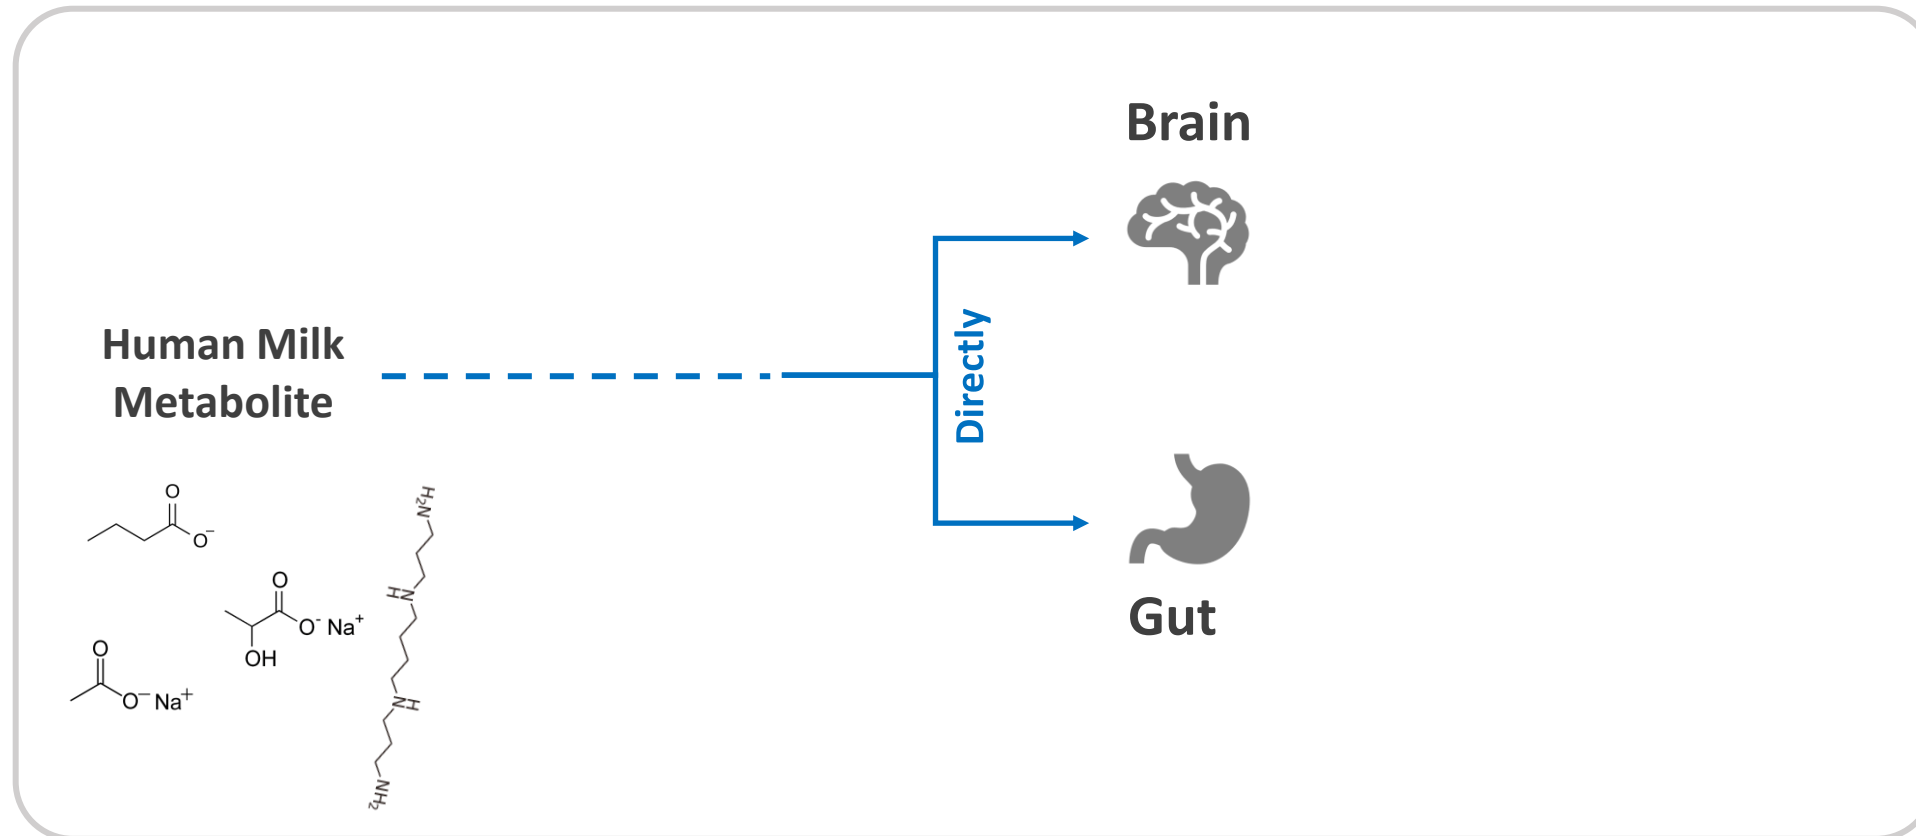 Brain
Human Milk
Metabolite
Directly
Gut
O
O⁻
O
O⁻ Na⁺
OH
O
O⁻ Na⁺
H₂N
H
N
N
H
NH₂